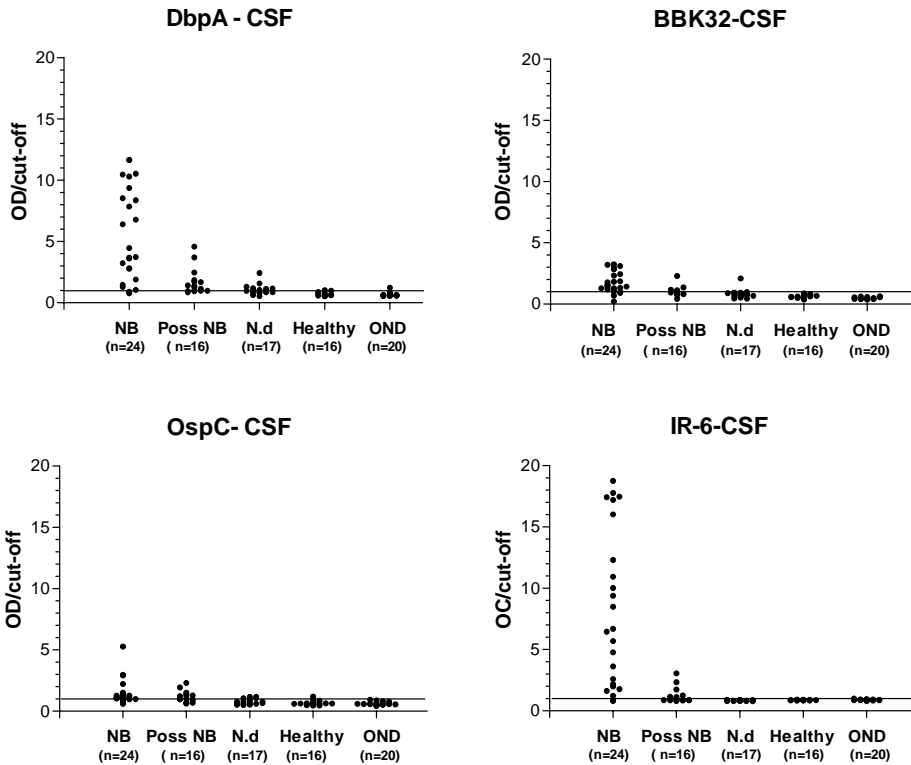 DbpA - CSF
OD/cut-off
20
15
10
5
0
NB Poss NB N.d Healthy OND
(n=24) ( n=16) (n=17) (n=16) (n=20)
BBK32-CSF
OD/cut-off
20
15
10
5
0
NB Poss NB N.d Healthy OND
(n=24) ( n=16) (n=17) (n=16) (n=20)
OspC- CSF
OD/cut-off
20
15
10
5
0
NB Poss NB N.d Healthy OND
(n=24) ( n=16) (n=17) (n=16) (n=20)
IR-6-CSF
OC/cut-off
20
15
10
5
0
NB Poss NB N.d Healthy OND
(n=24) ( n=16) (n=17) (n=16) (n=20)